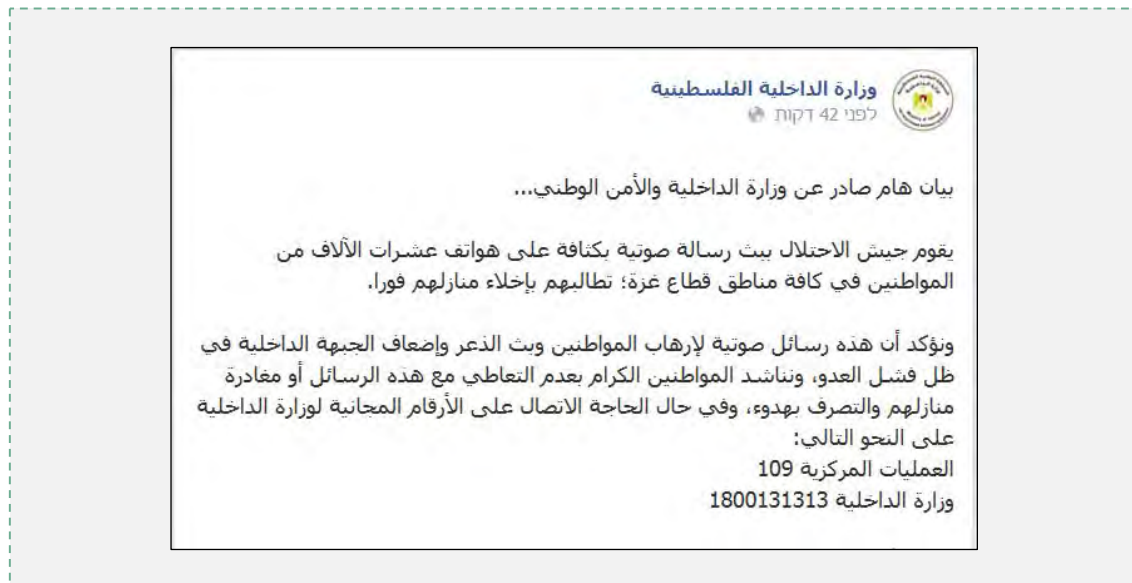 وزارة الداخلية الفلسطينية
לפני 42 דקות
بيان هام صادر عن وزارة الداخلية والأمن الوطني...
يقوم جيش الاحتلال ببث رسالة صوتية بكثافة على هواتف عشرات الآلاف من
المواطنين في كافة مناطق قطاع غزة؛ تطالبهم بإخلاء منازلهم فورا.
ونؤكد أن هذه رسائل صوتية لإرهاب المواطنين وبث الذعر وإضعاف الجبهة الداخلية في
ظل فشل العدو، ونناشد المواطنين الكرام بعدم التعاطي مع هذه الرسائل أو مغادرة
منازلهم والتصرف بهدوء، وفي حال الحاجة الاتصال على الأرقام المجانية لوزارة الداخلية
على النحو التالي:
العمليات المركزية 109
وزارة الداخلية 1800131313